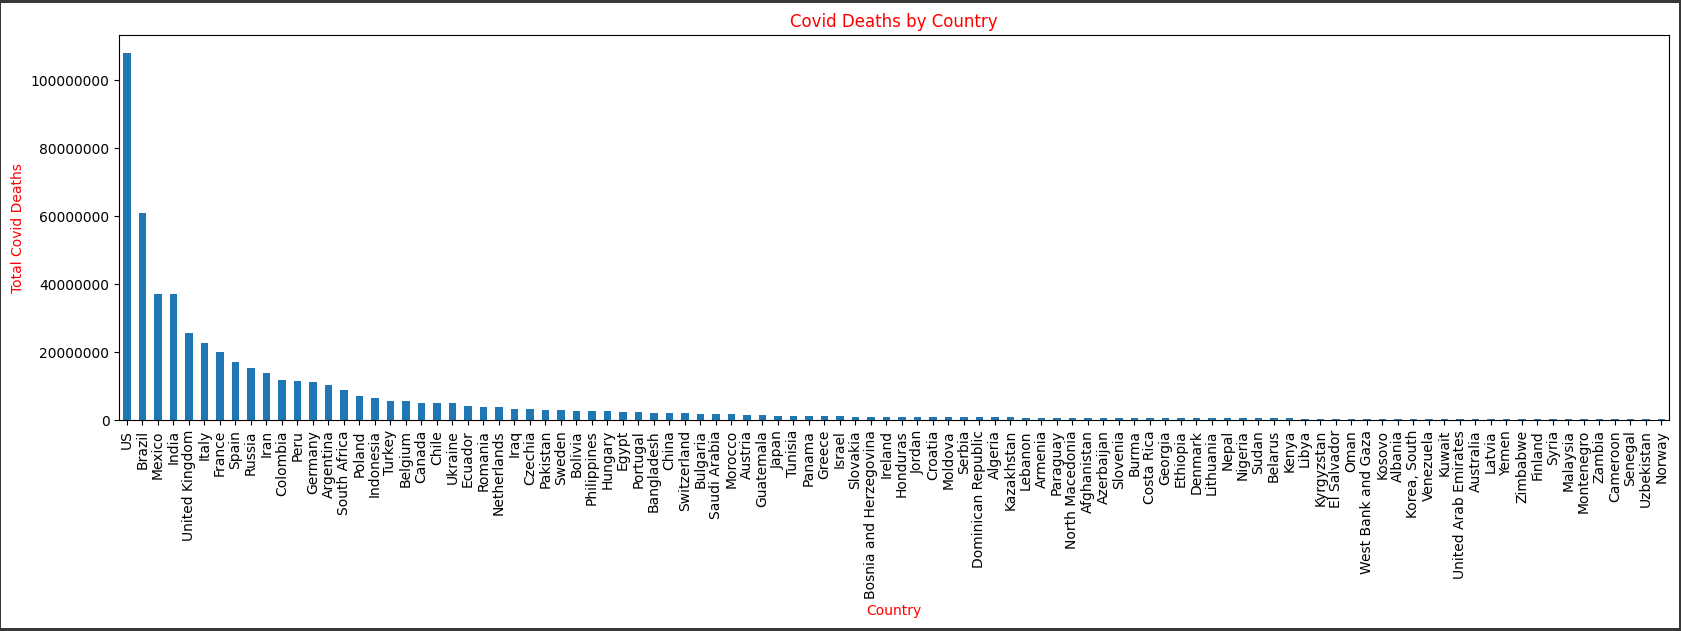 Covid Deaths by Country
Total Covid Deaths
100000000
80000000
60000000
40000000
20000000
0
US
Brazil
Mexico
India
United Kingdom
Italy
France
Spain
Russia
Iran
Colombia
Peru
Germany
Argentina
South Africa
Poland
Indonesia
Turkey
Belgium
Canada
Chile
Ukraine
Ecuador
Romania
Netherlands
Iraq
Czechia
Pakistan
Sweden
Bolivia
Philippines
Hungary
Egypt
Portugal
Bangladesh
China
Switzerland
Bulgaria
Saudi Arabia
Morocco
Austria
Guatemala
Japan
Tunisia
Panama
Greece
Israel
Slovakia
Bosnia and Herzegovina
Ireland
Honduras
Jordan
Croatia
Moldova
Serbia
Dominican Republic
Algeria
Kazakhstan
Lebanon
Armenia
Paraguay
North Macedonia
Afghanistan
Azerbaijan
Slovenia
Burma
Costa Rica
Georgia
Ethiopia
Denmark
Lithuania
Nepal
Nigeria
Sudan
Belarus
Kenya
Libya
Kyrgyzstan
El Salvador
Oman
West Bank and Gaza
Kosovo
Albania
Korea, South
Venezuela
Kuwait
United Arab Emirates
Australia
Latvia
Yemen
Zimbabwe
Finland
Syria
Malaysia
Montenegro
Zambia
Cameroon
Senegal
Uzbekistan
Norway
Country